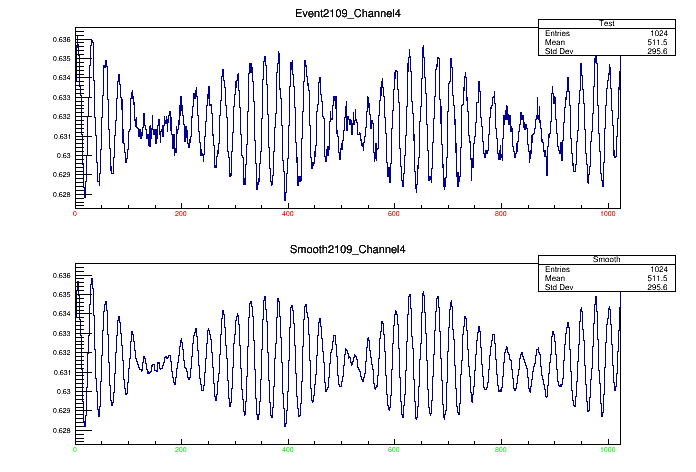 Event2109_Channel4
Test
Entries 1024
Mean 511.5
Std Dev 295.6
0.636
0.635
0.634
0.633
0.632
0.631
0.63
0.629
0.628
0 200 400 600 800 1000
Smooth2109_Channel4
Smooth
Entries 1024
Mean 511.5
Std Dev 295.6
0.636
0.635
0.634
0.633
0.632
0.631
0.63
0.629
0.628
0 200 400 600 800 1000